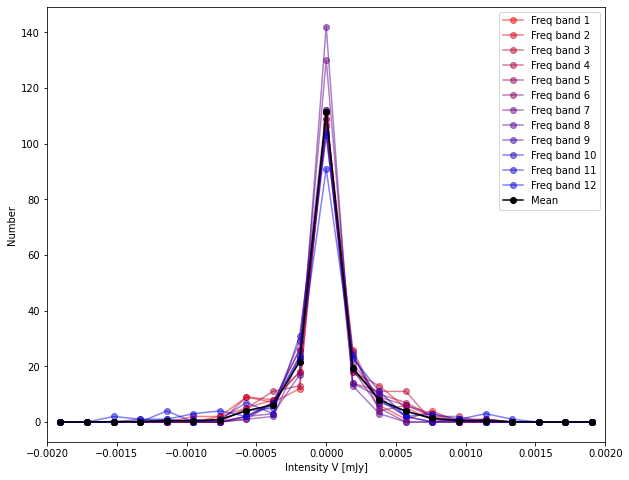 140
120
100
80
60
40
20
0
Number
−0.0020
−0.0015
−0.0010
−0.0005
0.0000
0.0005
0.0010
0.0015
0.0020
Intensity V [mJy]
Freq band 1
Freq band 2
Freq band 3
Freq band 4
Freq band 5
Freq band 6
Freq band 7
Freq band 8
Freq band 9
Freq band 10
Freq band 11
Freq band 12
Mean